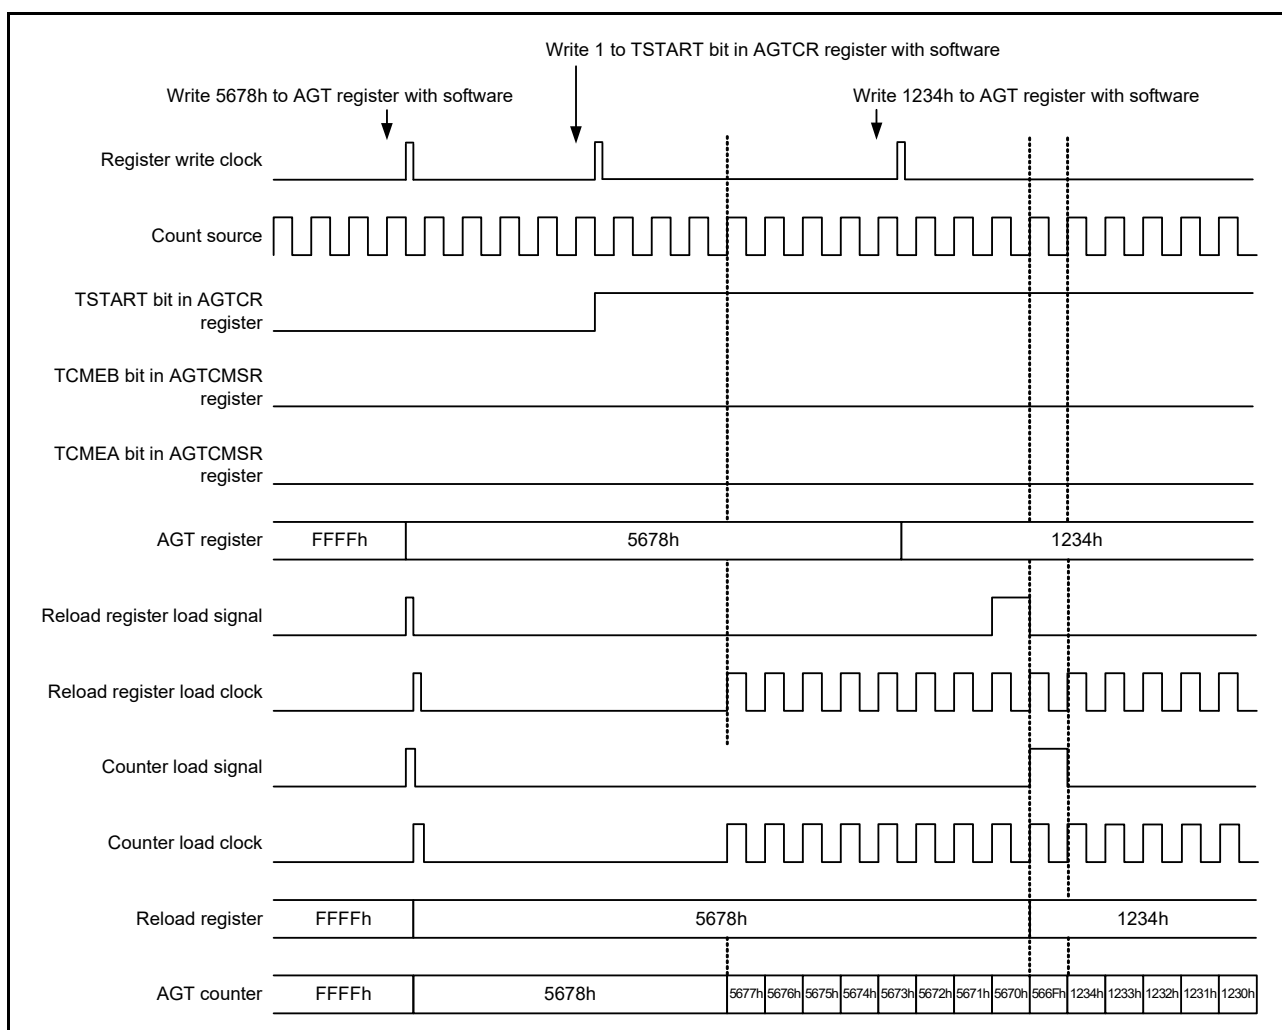 Write 1 to TSTART bit in AGTCR register with software
Write 5678h to AGT register with software
Write 1234h to AGT register with software
Register write clock
Count source
TSTART bit in AGTCR
register
TCMEB bit in AGTCMSR
register
TCMEA bit in AGTCMSR
register
AGT register FFFFh 5678h 1234h
Reload register load signal
Reload register load clock
Counter load signal
Counter load clock
Reload register FFFFh 5678h 1234h
AGT counter FFFFh 5678h 5677h 5676h 5675h 5674h 5673h 5672h 5671h 5670h 566Fh 1234h 1233h 1232h 1231h 1230h